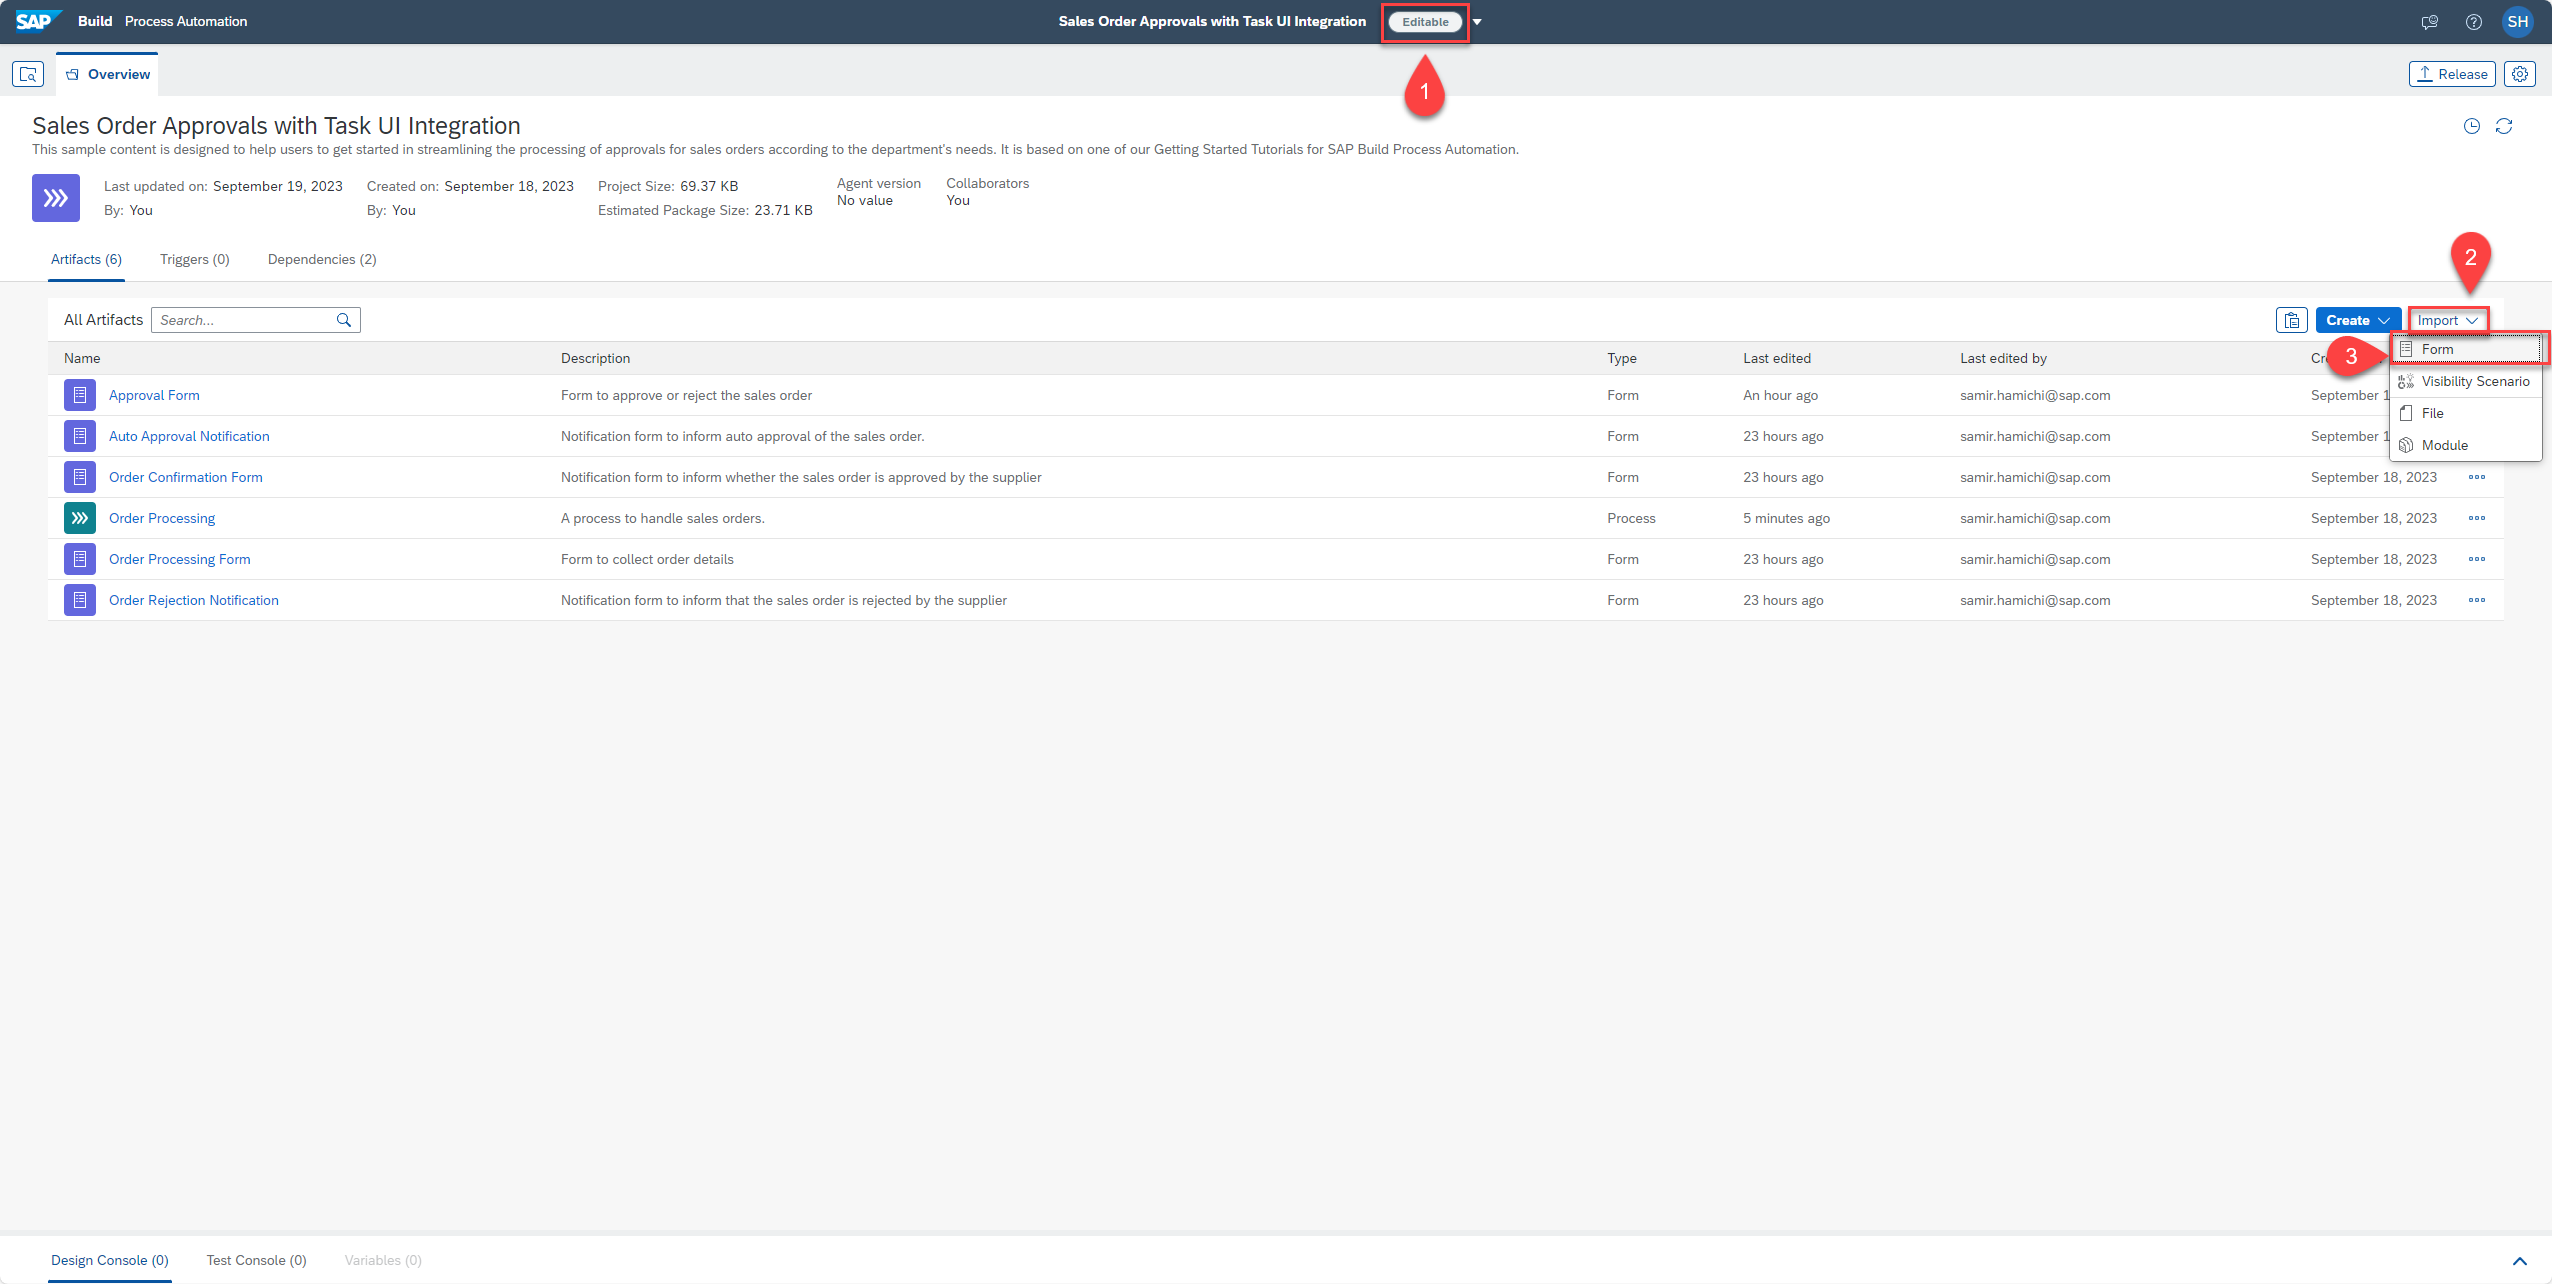 SAP Build Process Automation
Sales Order Approvals with Task UI Integration Editable
SH
Overview
Release
1
Sales Order Approvals with Task UI Integration
This sample content is designed to help users to get started in streamlining the processing of approvals for sales orders according to the department's needs. It is based on one of our Getting Started Tutorials for SAP Build Process Automation.
Last updated on: September 19, 2023
By: You
Created on: September 18, 2023
By: You
Project Size: 69.37 KB
Estimated Package Size: 23.71 KB
Agent version
No value
Collaborators
You
Artifacts (6) Triggers (0) Dependencies (2)
2
All Artifacts Search... Create Import
3
Form
Visibility Scenario
File
Module
Name Description Type Last edited Last edited by
Approval Form Form to approve or reject the sales order Form An hour ago samir.hamichi@sap.com September 1
Auto Approval Notification Notification form to inform auto approval of the sales order. Form 23 hours ago samir.hamichi@sap.com September 1
Order Confirmation Form Notification form to inform whether the sales order is approved by the supplier Form 23 hours ago samir.hamichi@sap.com September 18, 2023
Order Processing A process to handle sales orders. Process 5 minutes ago samir.hamichi@sap.com September 18, 2023
Order Processing Form Form to collect order details Form 23 hours ago samir.hamichi@sap.com September 18, 2023
Order Rejection Notification Notification form to inform that the sales order is rejected by the supplier Form 23 hours ago samir.hamichi@sap.com September 18, 2023
Design Console (0) Test Console (0) Variables (0)